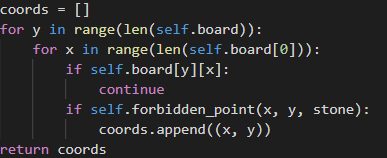 coords = []
for y in range(len(self.board)):
    for x in range(len(self.board[0])):
        if self.board[y][x]:
            continue
        if self.forbidden_point(x, y, stone):
            coords.append((x, y))
return coords